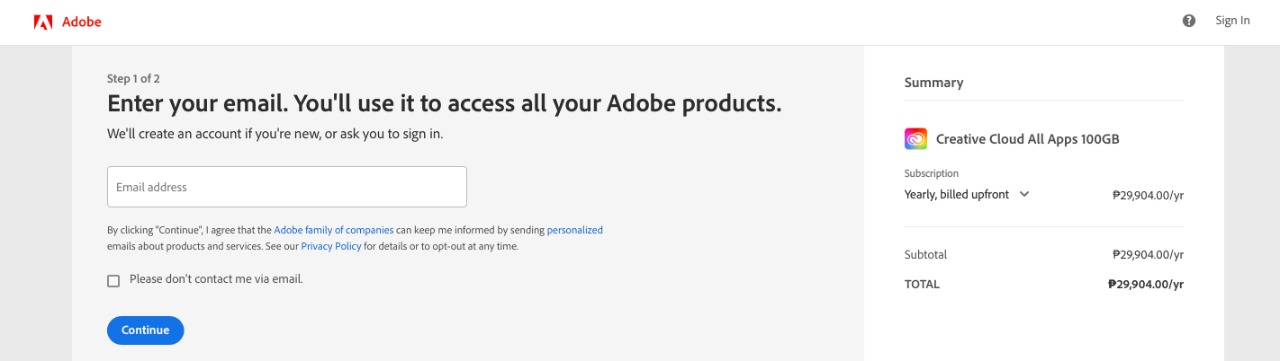 Adobe
? Sign In
Step 1 of 2
Enter your email. You'll use it to access all your Adobe products.
We'll create an account if you're new, or ask you to sign in.
Email address
By clicking "Continue", I agree that the Adobe family of companies can keep me informed by sending personalized
emails about products and services. See our Privacy Policy for details or to opt-out at any time.
Please don't contact me via email.
Continue
Summary
Creative Cloud All Apps 100GB
Subscription
Yearly, billed upfront ₱29,904.00/yr
Subtotal ₱29,904.00/yr
TOTAL ₱29,904.00/yr